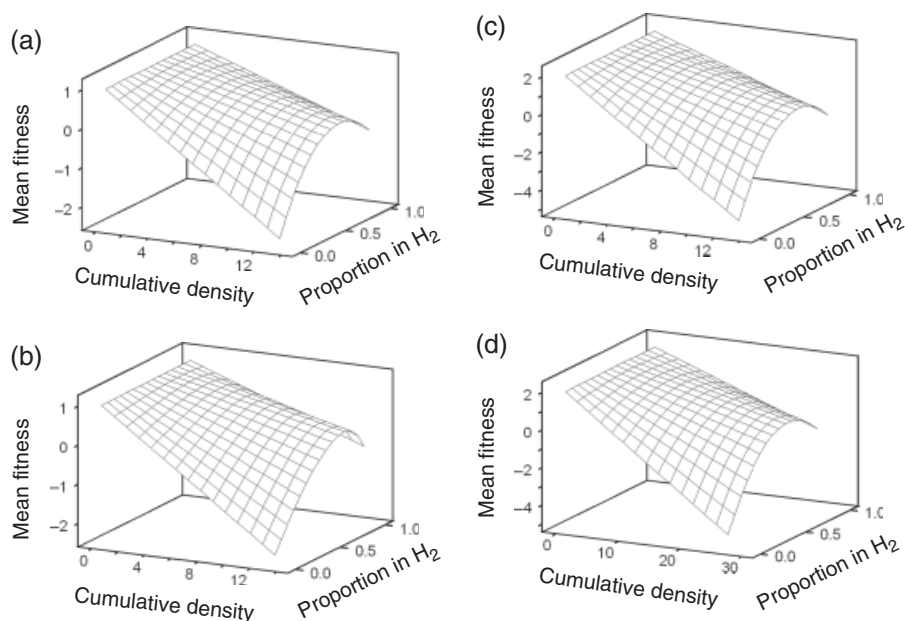 (a)
Mean fitness
1
0
–1
–2
0
4
8
12
Cumulative density
0.0
0.5
1.0
Proportion in H₂
(c)
Mean fitness
2
0
–2
–4
0
4
8
12
Cumulative density
0.0
0.5
1.0
Proportion in H₂
(b)
Mean fitness
1
0
–1
–2
0
4
8
12
Cumulative density
0.0
0.5
1.0
Proportion in H₂
(d)
Mean fitness
2
0
–2
–4
0
10
20
30
Cumulative density
0.0
0.5
1.0
Proportion in H₂